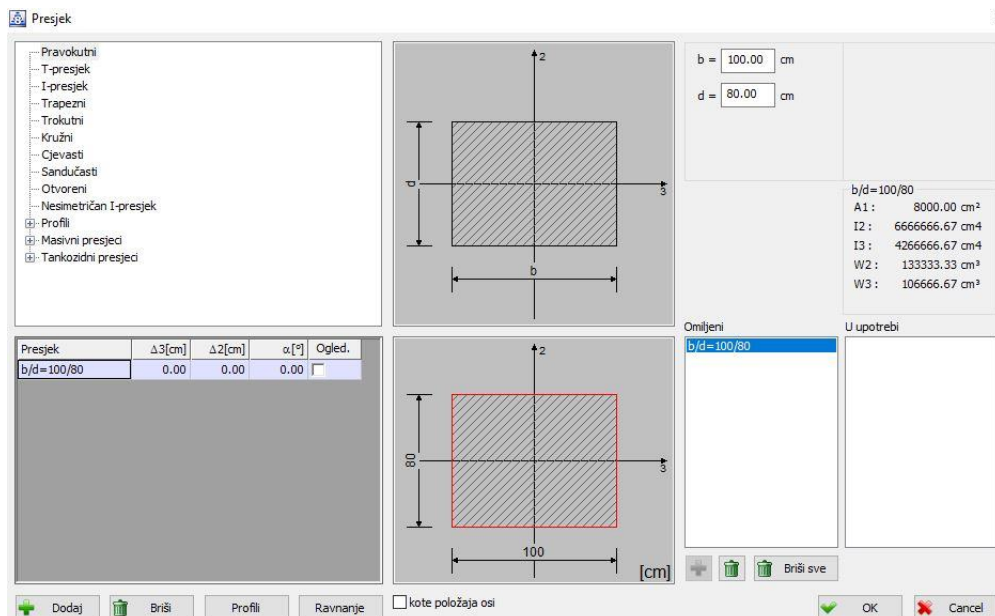 Presjek
Pravokutni
T-presjek
I-presjek
Trapezni
Trokutni
Kružni
Cjevasti
Sandučasti
Otvoreni
Nesimetričan I-presjek
Profili
Masivni presjeci
Tankozidni presjeci
2
3
d
b
b = 100.00 cm
d = 80.00 cm
b/d=100/80
A1 : 8000.00 cm²
I2 : 6666666.67 cm4
I3 : 4266666.67 cm4
W2 : 133333.33 cm³
W3 : 106666.67 cm³
Presjek Δ3[cm] Δ2[cm] α[°] Ogled.
b/d=100/80 0.00 0.00 0.00
2
3
80
100
[cm]
Omiljeni
b/d=100/80
U upotrebi
Briši sve
Dodaj Briši Profili Ravnanje
kote položaja osi
OK Cancel